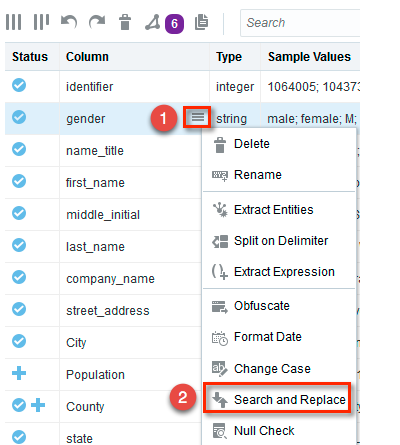 6 Search
Status Column Type Sample Values
identifier integer 1064005; 104373
gender 1 string male; female; M;
name_title Delete
first_name Rename
middle_initial Extract Entities
last_name Split on Delimiter
company_name Extract Expression
street_address Obfuscate
City Format Date
Population Change Case
County 2 Search and Replace
state Null Check